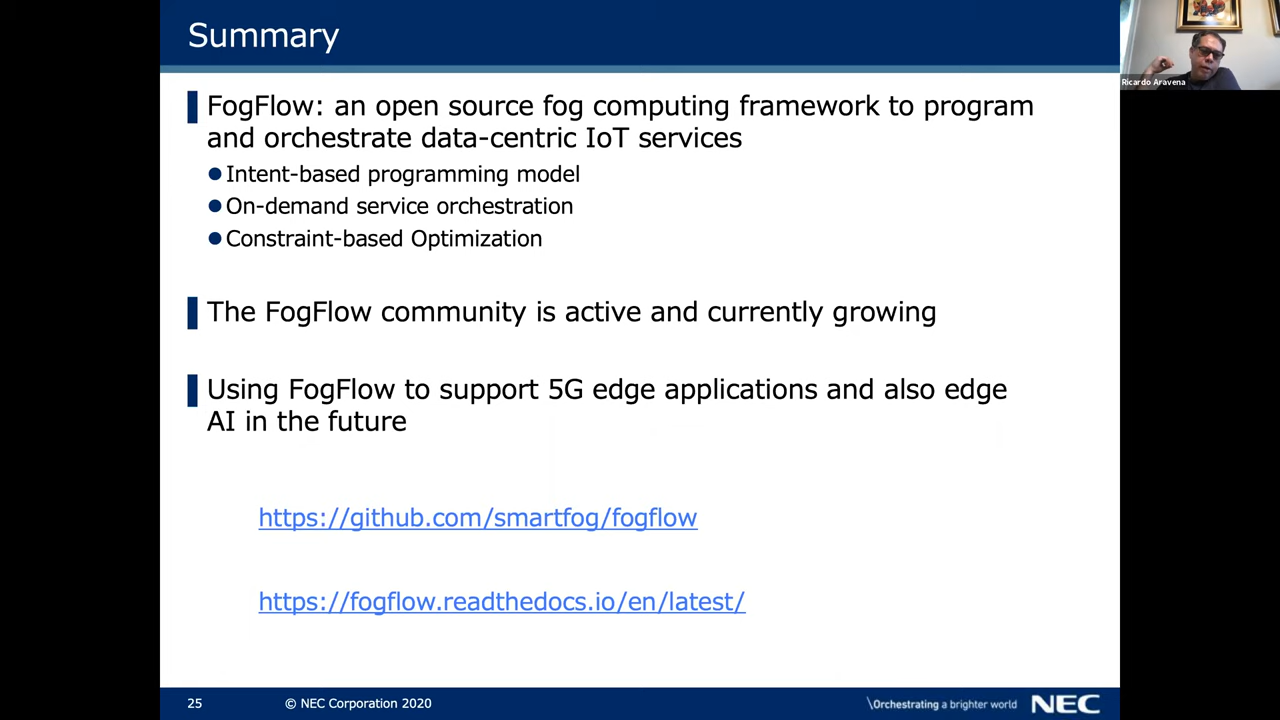 Summary
Ricardo Aravena
FogFlow: an open source fog computing framework to program
and orchestrate data-centric IoT services
Intent-based programming model
On-demand service orchestration
Constraint-based Optimization
The FogFlow community is active and currently growing
Using FogFlow to support 5G edge applications and also edge
AI in the future
https://github.com/smartfog/fogflow
https://fogflow.readthedocs.io/en/latest/
25
© NEC Corporation 2020
\Orchestrating a brighter world
NEC